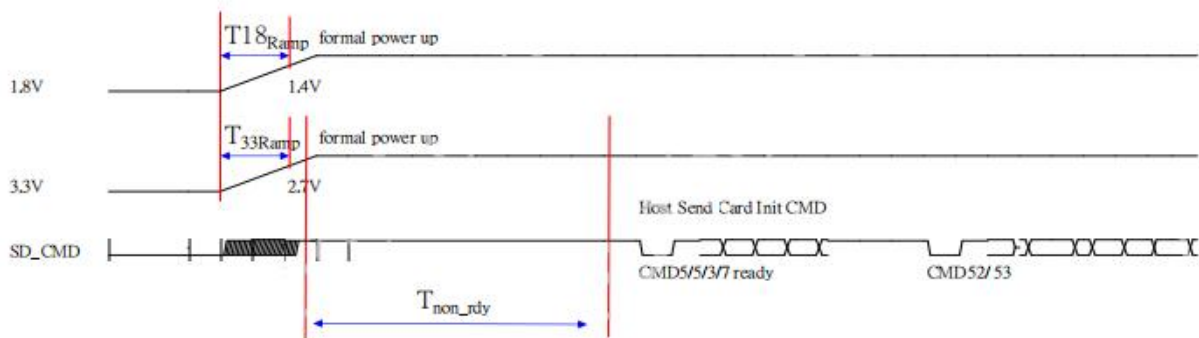 T18Ramp formal power up
1.8V 1.4V
T33Ramp formal power up
3.3V 2.7V
Host Send Card Init CMD
SD_CMD
CMD5/5/3/7 ready CMD52/53
Tnon_rdy